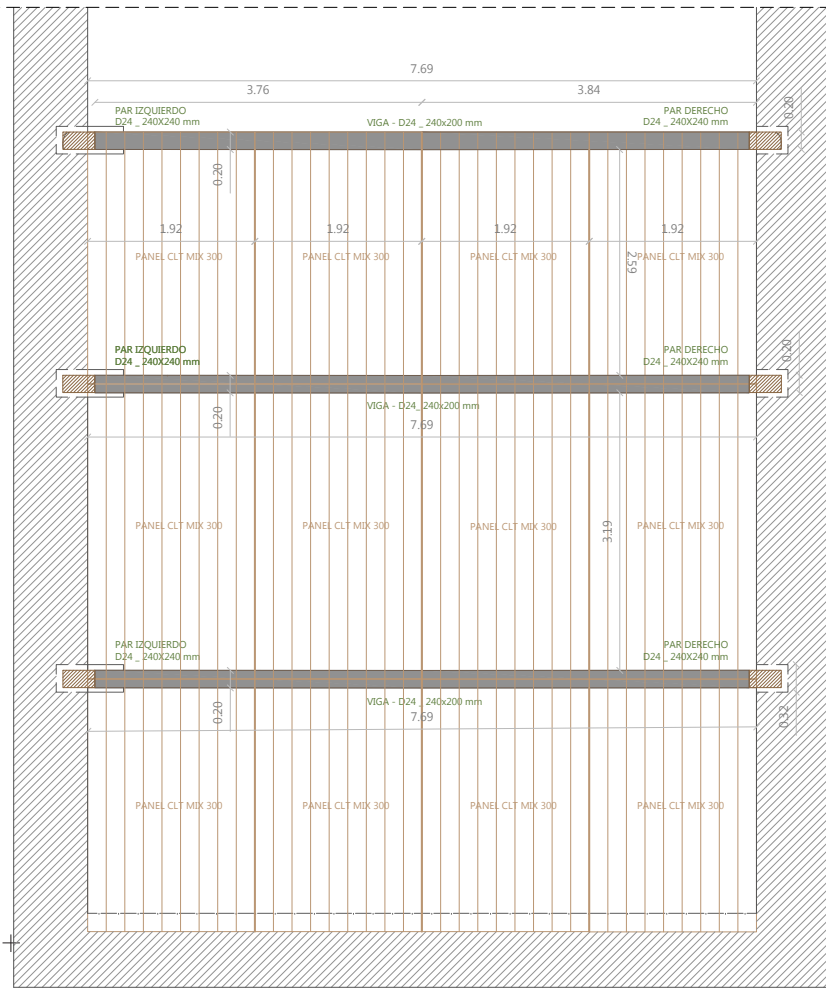 7.69
3.76
3.84
PAR IZQUIERDO
D24 _ 240X240 mm
VIGA - D24 _ 240x200 mm
PAR DERECHO
D24 _ 240X240 mm
0.20
0.20
1.92
1.92
1.92
1.92
PANEL CLT MIX 300
PANEL CLT MIX 300
PANEL CLT MIX 300
2.59
PANEL CLT MIX 300
PAR IZQUIERDO
D24 _ 240X240 mm
PAR DERECHO
D24 _ 240X240 mm
0.20
0.20
VIGA - D24 _ 240x200 mm
7.69
PANEL CLT MIX 300
PANEL CLT MIX 300
PANEL CLT MIX 300
3.19
PANEL CLT MIX 300
PAR IZQUIERDO
D24 _ 240X240 mm
PAR DERECHO
D24 _ 240X240 mm
0.20
VIGA - D24 _ 240x200 mm
7.69
0.32
PANEL CLT MIX 300
PANEL CLT MIX 300
PANEL CLT MIX 300
PANEL CLT MIX 300